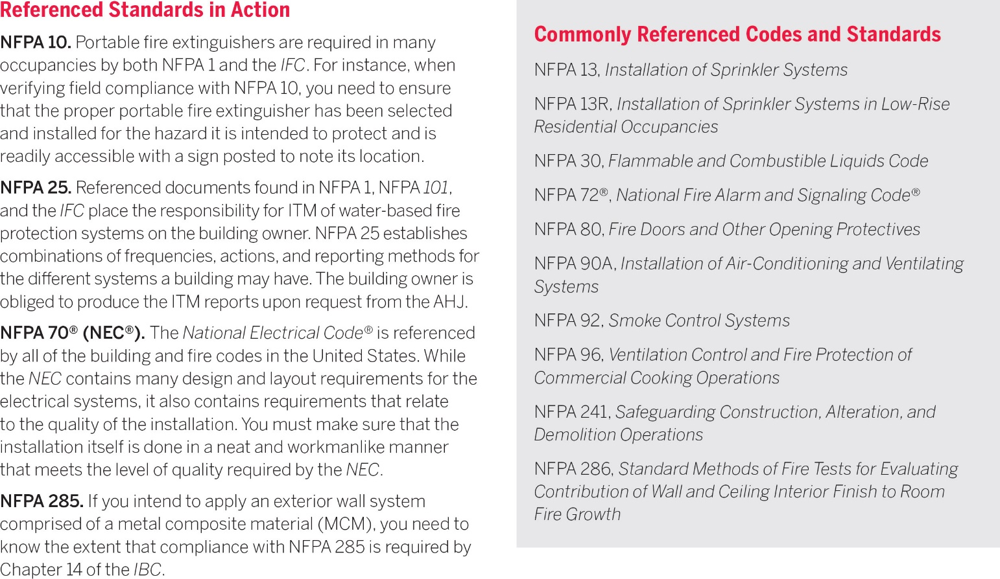 Referenced Standards in Action
NFPA 10. Portable fire extinguishers are required in many
occupancies by both NFPA 1 and the IFC. For instance, when
verifying field compliance with NFPA 10, you need to ensure
that the proper portable fire extinguisher has been selected
and installed for the hazard it is intended to protect and is
readily accessible with a sign posted to note its location.
NFPA 25. Referenced documents found in NFPA 1, NFPA 101,
and the IFC place the responsibility for ITM of water-based fire
protection systems on the building owner. NFPA 25 establishes
combinations of frequencies, actions, and reporting methods for
the different systems a building may have. The building owner is
obliged to produce the ITM reports upon request from the AHJ.
NFPA 70® (NEC®). The National Electrical Code® is referenced
by all of the building and fire codes in the United States. While
the NEC contains many design and layout requirements for the
electrical systems, it also contains requirements that relate
to the quality of the installation. You must make sure that the
installation itself is done in a neat and workmanlike manner
that meets the level of quality required by the NEC.
NFPA 285. If you intend to apply an exterior wall system
comprised of a metal composite material (MCM), you need to
know the extent that compliance with NFPA 285 is required by
Chapter 14 of the IBC.
Commonly Referenced Codes and Standards
NFPA 13, Installation of Sprinkler Systems
NFPA 13R, Installation of Sprinkler Systems in Low-Rise
Residential Occupancies
NFPA 30, Flammable and Combustible Liquids Code
NFPA 72®, National Fire Alarm and Signaling Code®
NFPA 80, Fire Doors and Other Opening Protectives
NFPA 90A, Installation of Air-Conditioning and Ventilating
Systems
NFPA 92, Smoke Control Systems
NFPA 96, Ventilation Control and Fire Protection of
Commercial Cooking Operations
NFPA 241, Safeguarding Construction, Alteration, and
Demolition Operations
NFPA 286, Standard Methods of Fire Tests for Evaluating
Contribution of Wall and Ceiling Interior Finish to Room
Fire Growth